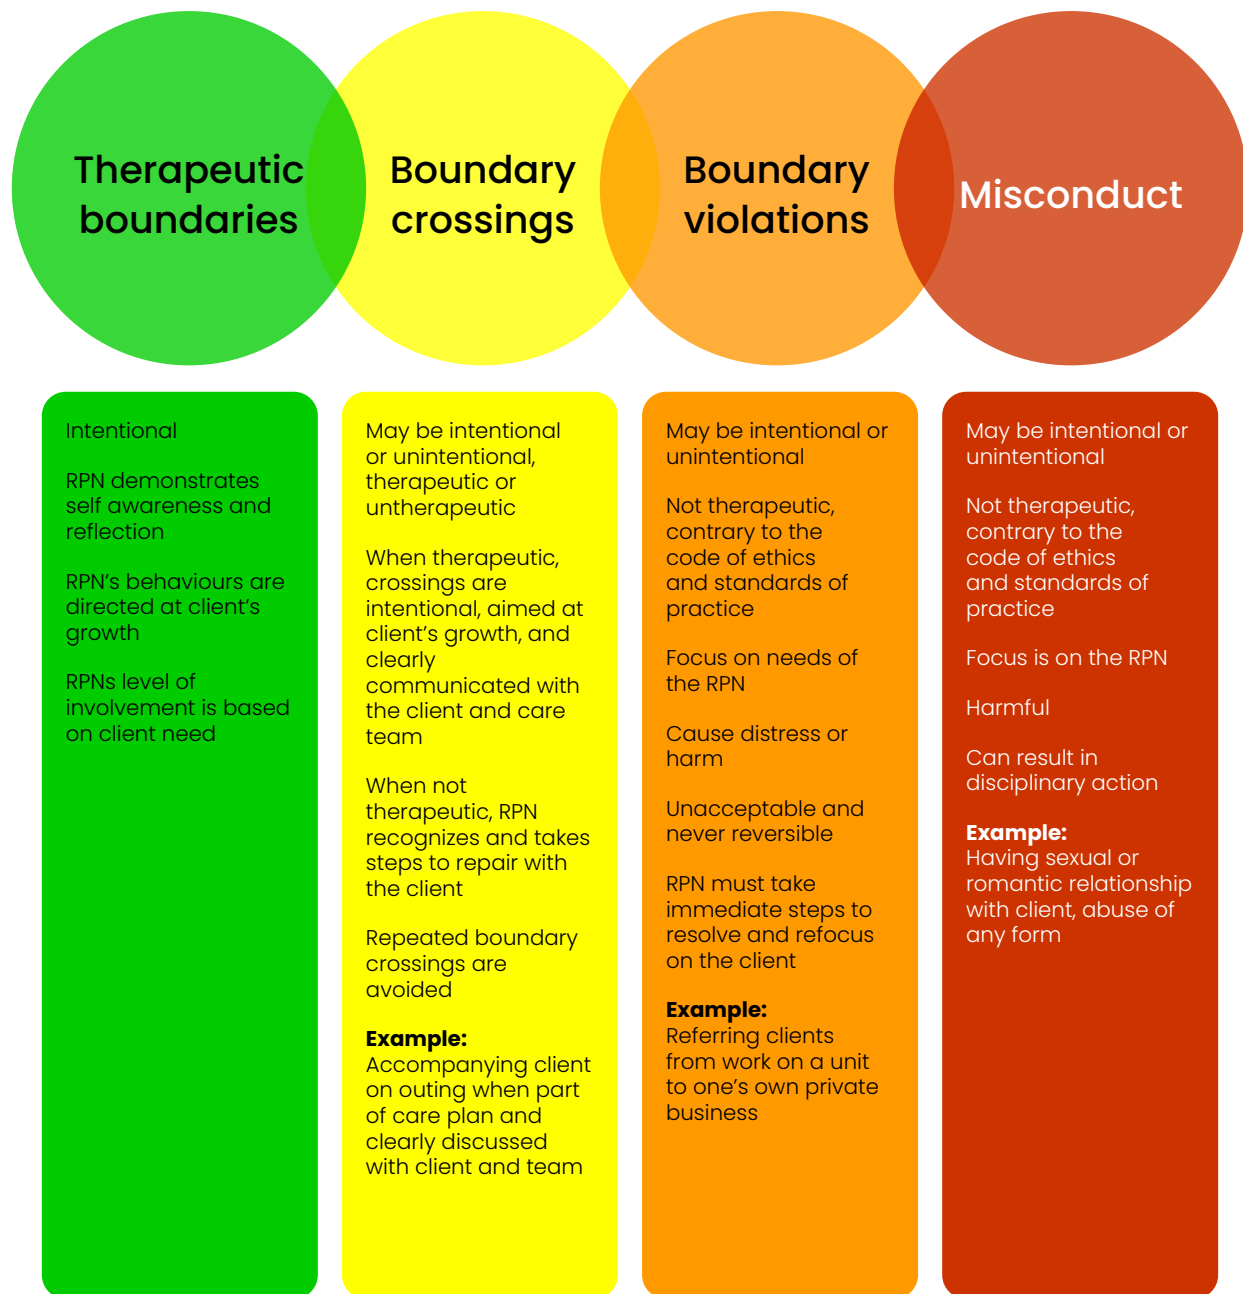 Therapeutic
boundaries
Boundary
crossings
Boundary
violations
Misconduct
Intentional
RPN demonstrates
self awareness and
reflection
RPN’s behaviours are
directed at client’s
growth
RPNs level of
involvement is based
on client need
May be intentional
or unintentional,
therapeutic or
untherapeutic
When therapeutic,
crossings are
intentional, aimed at
client’s growth, and
clearly
communicated with
the client and care
team
When not
therapeutic, RPN
recognizes and takes
steps to repair with
the client
Repeated boundary
crossings are
avoided
Example:
Accompanying client
on outing when part
of care plan and
clearly discussed
with client and team
May be intentional or
unintentional
Not therapeutic,
contrary to the
code of ethics
and standards of
practice
Focus on needs of
the RPN
Cause distress or
harm
Unacceptable and
never reversible
RPN must take
immediate steps to
resolve and refocus
on the client
Example:
Referring clients
from work on a unit
to one’s own private
business
May be intentional or
unintentional
Not therapeutic,
contrary to the
code of ethics
and standards of
practice
Focus is on the RPN
Harmful
Can result in
disciplinary action
Example:
Having sexual or
romantic relationship
with client, abuse of
any form